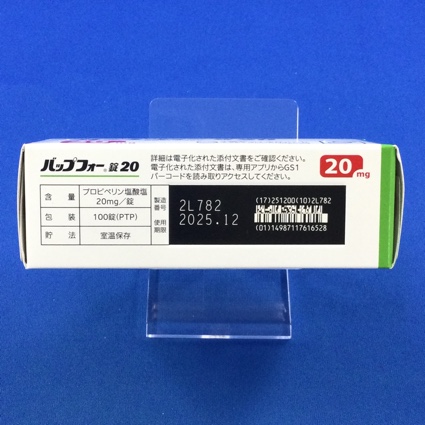 バップフォー®錠20
詳細は電子化された添付文書をご確認ください。
電子化された添付文書は、専用アプリからGS1
バーコードを読み取りアクセスしてください。
20mg
含量 プロピベリン塩酸塩
20mg/錠
包装 100錠(PTP)
貯法 室温保存
製造番号 2L782
使用期限 2025.12
(17)251200(10)2L782
(01)14987117616528